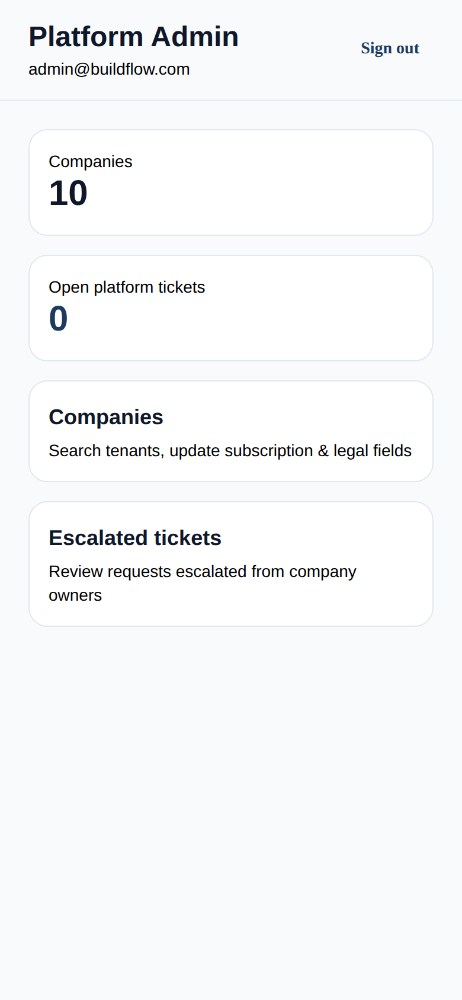 Platform Admin
admin@buildflow.com
Sign out
Companies
10
Open platform tickets
0
Companies
Search tenants, update subscription & legal fields
Escalated tickets
Review requests escalated from company
owners